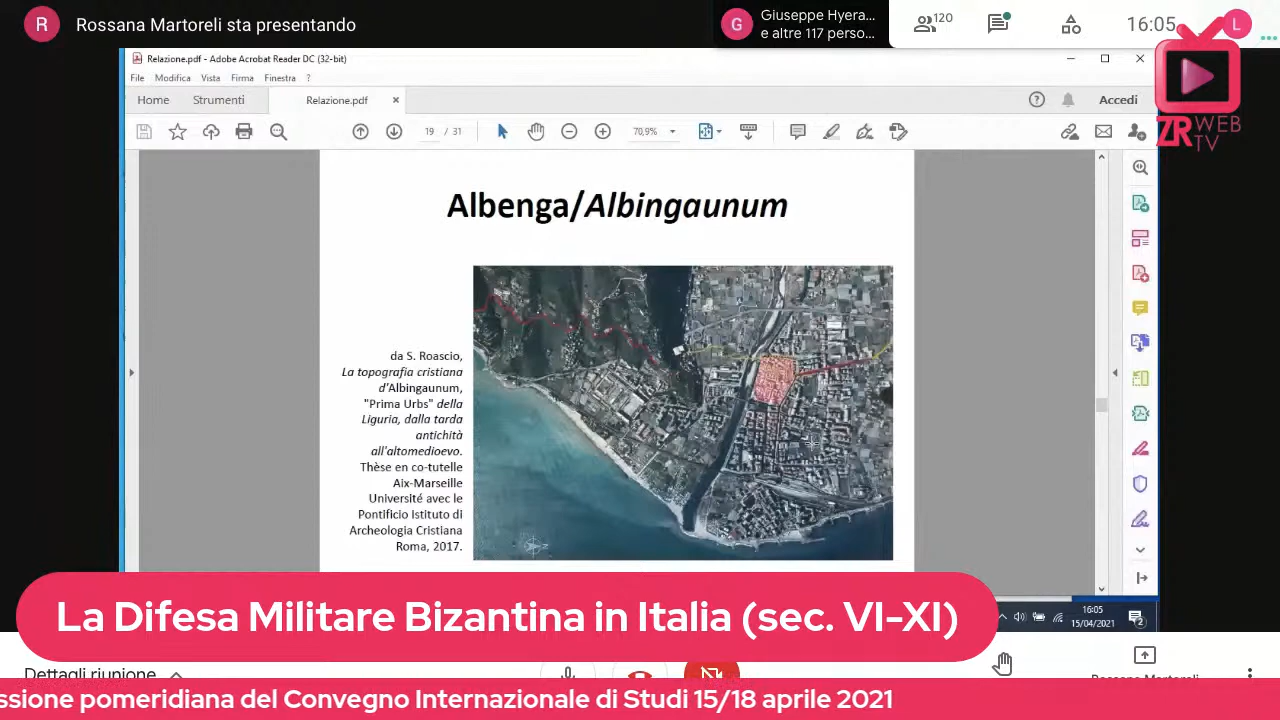 R
Rossana Martoreli sta presentando
G
Giuseppe Hyera...
e altre 117 perso...
120
16:05
L
Relazione.pdf - Adobe Acrobat Reader DC (32-bit)
File Modifica Vista Firma Finestra ?
Home Strumenti Relazione.pdf Accedi
19 / 31 70,9%
ZR WEB
TV
Albenga/Albingaunum
da S. Roascio,
La topografia cristiana
d'Albingaunum,
"Prima Urbs" della
Liguria, dalla tarda
antichità
all'altomedioevo.
Thèse en co-tutelle
Aix-Marseille
Université avec le
Pontificio Istituto di
Archeologia Cristiana
Roma, 2017.
16:05
15/04/2021
2
La Difesa Militare Bizantina in Italia (sec. VI-XI)
Dettagli riunione
Rossana Martoreli
ssione pomeridiana del Convegno Internazionale di Studi 15/18 aprile 2021